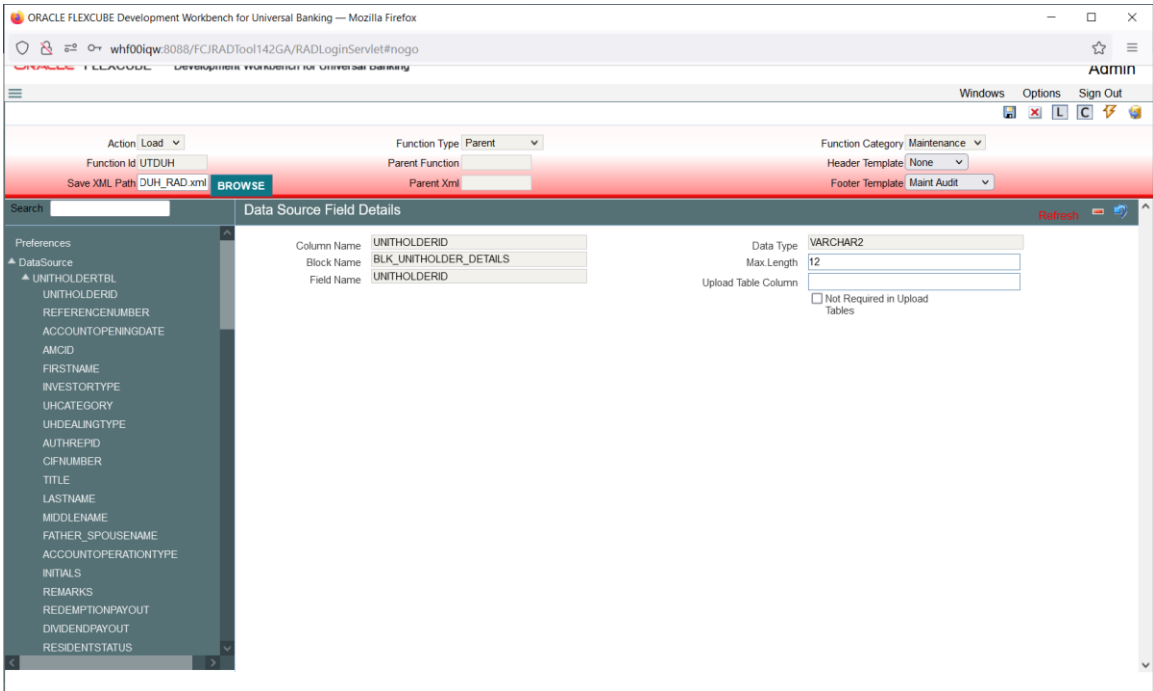 ORACLE FLEXCUBE Development Workbench for Universal Banking — Mozilla Firefox
whf00iqw:8088/FCJRADTool142GA/RADLoginServlet#nogo
ORACLE FLEXCUBE Development Workbench for Universal Banking Admin
Windows Options Sign Out
L C
Action Load Function Type Parent Function Category Maintenance
Function Id UTDUH Parent Function Header Template None
Save XML Path DUH_RAD.xml BROWSE Parent Xml Footer Template Maint Audit
Search Data Source Field Details Refresh
Preferences
DataSource
UNITHOLDERTBL
UNITHOLDERID
REFERENCENUMBER
ACCOUNTOPENINGDATE
AMCID
FIRSTNAME
INVESTORTYPE
UHCATEGORY
UHDEALINGTYPE
AUTHREPID
CIFNUMBER
TITLE
LASTNAME
MIDDLENAME
FATHER_SPOUSENAME
ACCOUNTOPERATIONTYPE
INITIALS
REMARKS
REDEMPTIONPAYOUT
DIVIDENDPAYOUT
RESIDENTSTATUS
Column Name UNITHOLDERID Data Type VARCHAR2
Block Name BLK_UNITHOLDER_DETAILS Max.Length 12
Field Name UNITHOLDERID Upload Table Column
Not Required in Upload
Tables